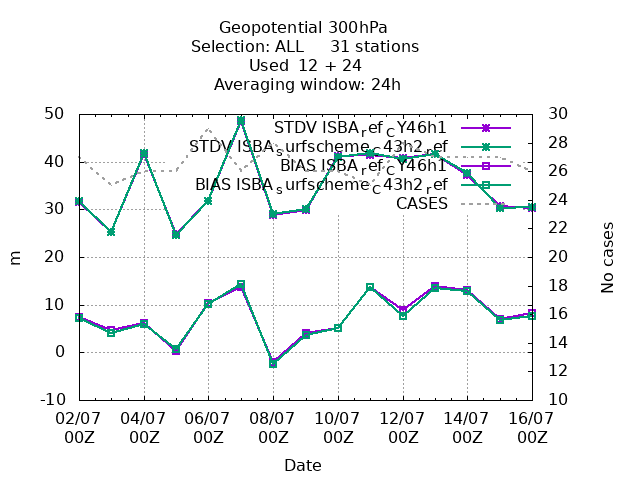 Geopotential 300hPa
Selection: ALL 31 stations
Used 12 + 24
Averaging window: 24h
50 30
STDV ISBA_ref_CY46h1
STDV ISBA_surfscheme_C43h2_ref
BIAS ISBA_ref_CY46h1
BIAS ISBA_surfscheme_C43h2_ref
CASES
28
40
26
30
24
22
20
20
18
10
16
14
0
12
-10 10
m
No cases
02/07 04/07 06/07 08/07 10/07 12/07 14/07 16/07
00Z 00Z 00Z 00Z 00Z 00Z 00Z 00Z
Date